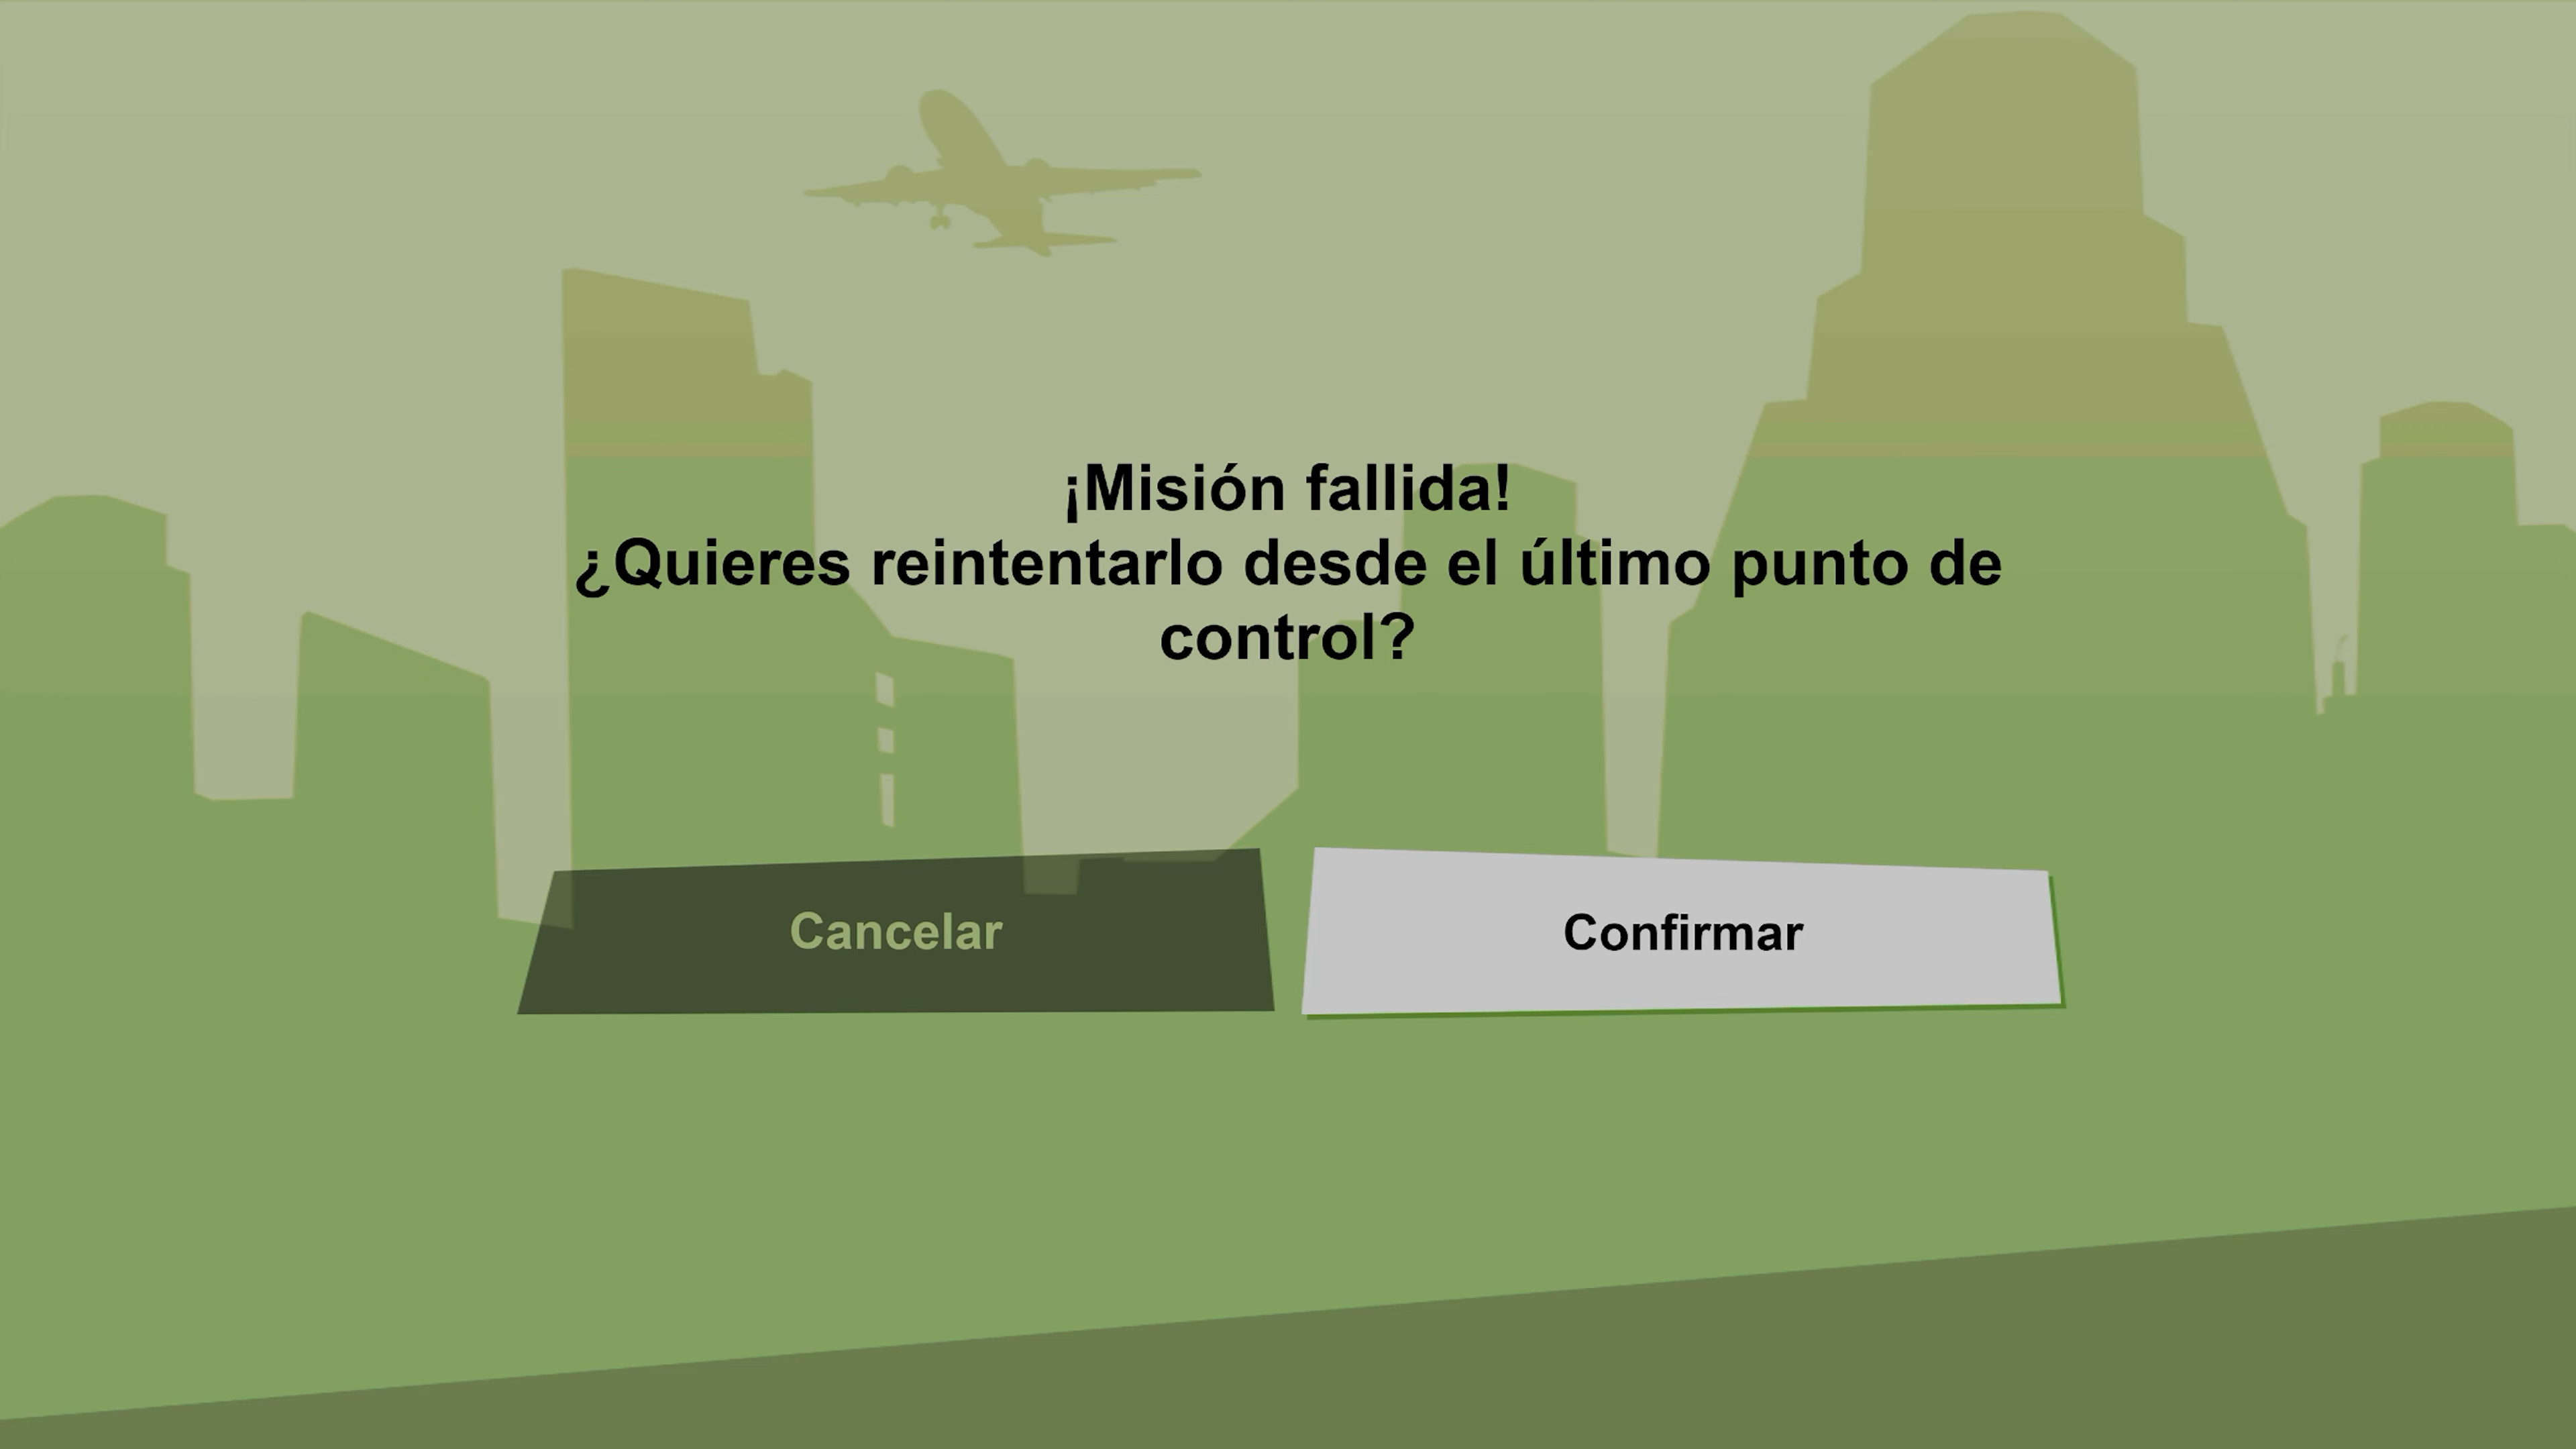 ¡Misión fallida!
¿Quieres reintentarlo desde el último punto de
control?
Cancelar
Confirmar